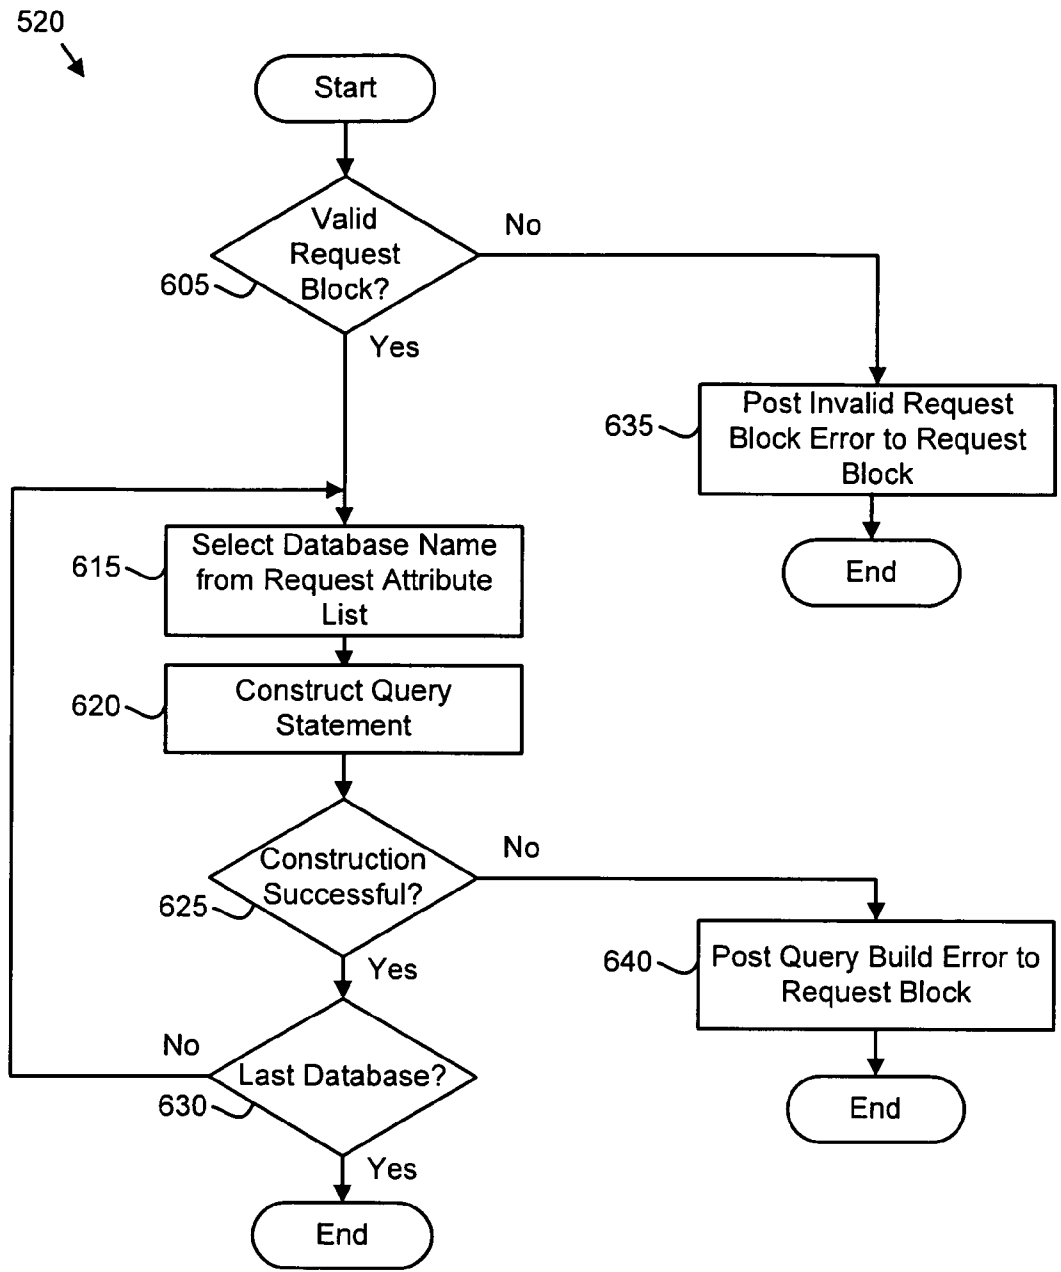 520
Start
Valid
Request
Block?
605
No
Yes
Post Invalid Request
Block Error to Request
Block
635
End
Select Database Name
from Request Attribute
List
615
Construct Query
Statement
620
Construction
Successful?
625
No
Yes
Post Query Build Error to
Request Block
640
End
Last Database?
630
No
Yes
End